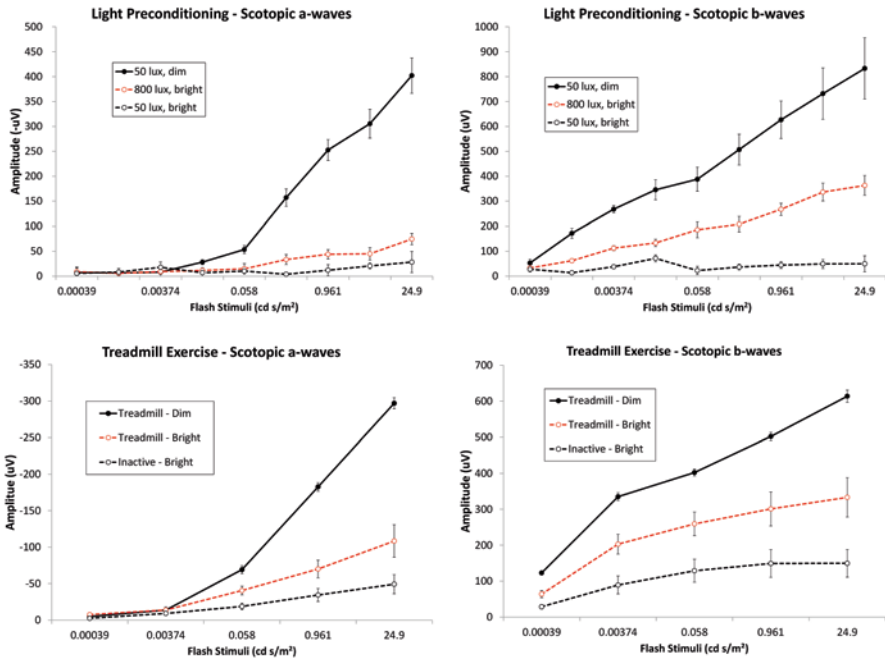 Light Preconditioning - Scotopic a-waves
500
450
400
350
300
250
200
150
100
50
0
Amplitude (-uV)
50 lux, dim
800 lux, bright
50 lux, bright
0.00039 0.00374 0.058 0.961 24.9
Flash Stimuli (cd s/m²)
Light Preconditioning - Scotopic b-waves
1000
900
800
700
600
500
400
300
200
100
0
Amplitude (uV)
50 lux, dim
800 lux, bright
50 lux, bright
0.00039 0.00374 0.058 0.961 24.9
Flash Stimuli (cd s/m²)
Treadmill Exercise - Scotopic a-waves
-350
-300
-250
-200
-150
-100
-50
0
Amplitue (uV)
Treadmill - Dim
Treadmill - Bright
Inactive - Bright
0.00039 0.00374 0.058 0.961 24.9
Flash Stimuli (cd s/m²)
Treadmill Exercise - Scotopic b-waves
700
600
500
400
300
200
100
0
Amplitude (uV)
Treadmill - Dim
Treadmill - Bright
Inactive - Bright
0.00039 0.00374 0.058 0.961 24.9
Flash Stimuli (cd s/m²)